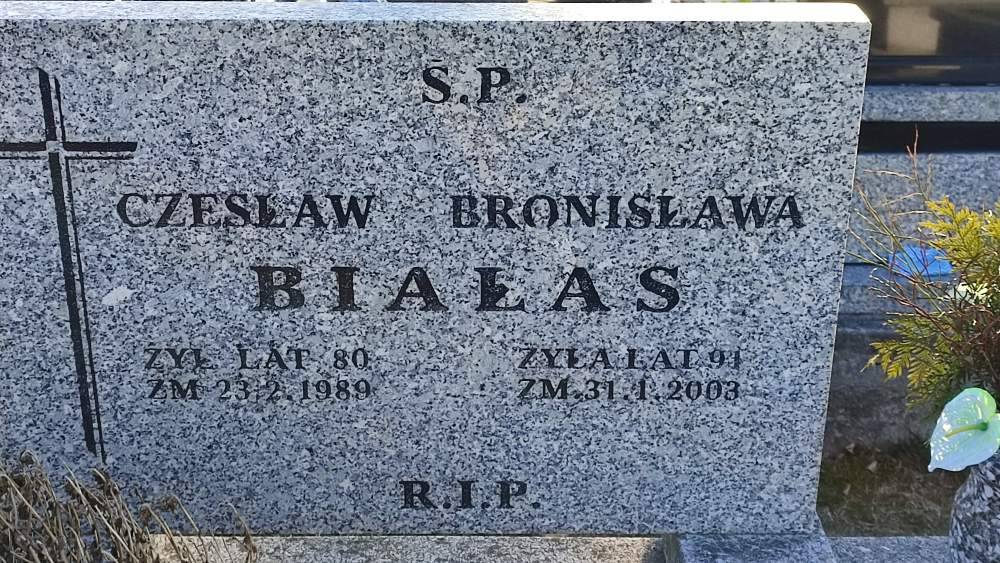 Ś.P.
CZESŁAW BRONISŁAWA
BIAŁAS
ŻYŁ LAT 80 ŻYŁA LAT 91
ZM 23.2.1989 ZM.31.1.2003
R.I.P.